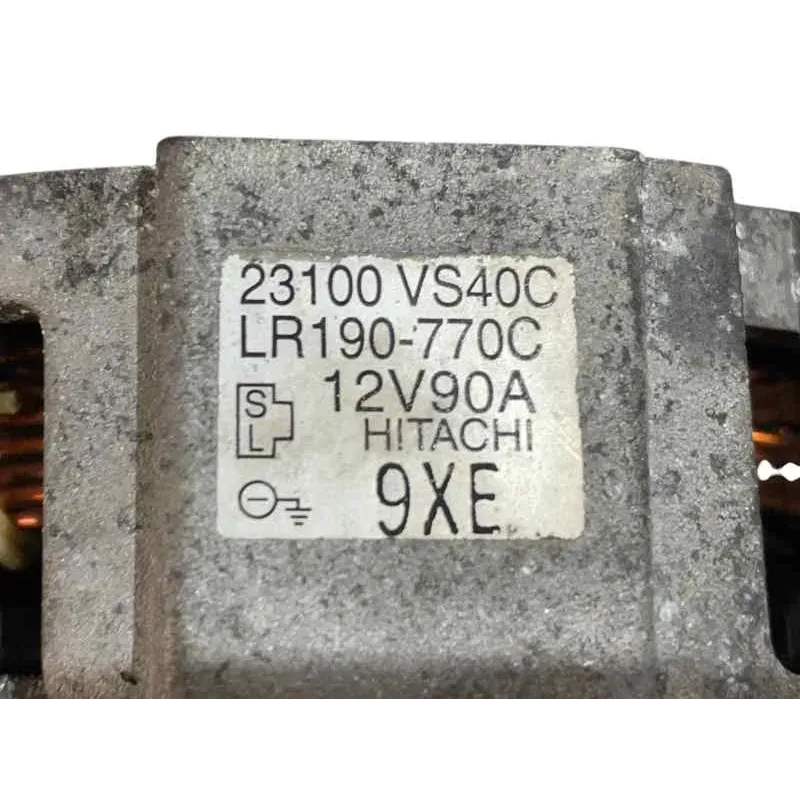 23100 VS40C
LR190-770C
S 12V90A
L HITACHI
9XE